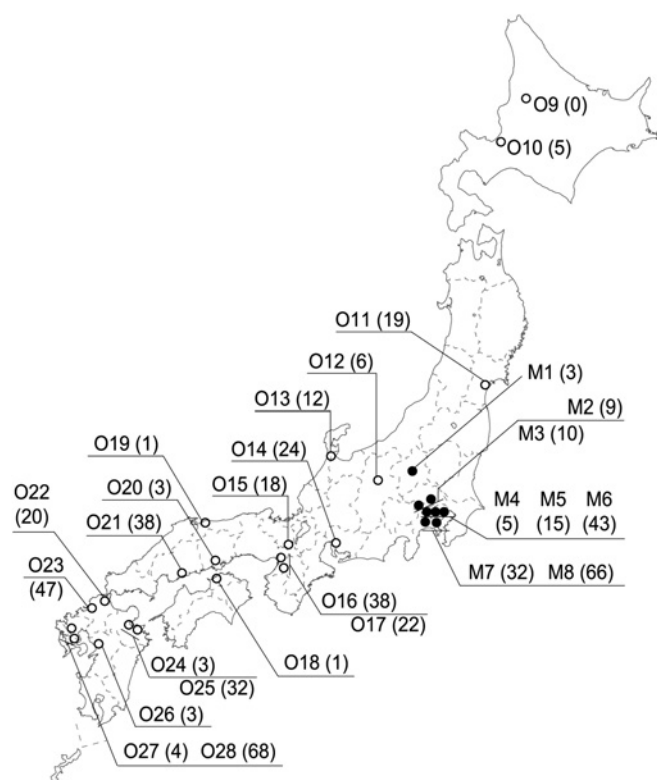 O9 (0)
O10 (5)
O11 (19)
O12 (6)
M1 (3)
O13 (12)
M2 (9)
M3 (10)
O19 (1)
O14 (24)
O20 (3)
O15 (18)
O22
(20)
M4 M5 M6
(5) (15) (43)
O21 (38)
O23
(47)
M7 (32) M8 (66)
O16 (38)
O17 (22)
O24 (3)
O18 (1)
O25 (32)
O26 (3)
O27 (4) O28 (68)